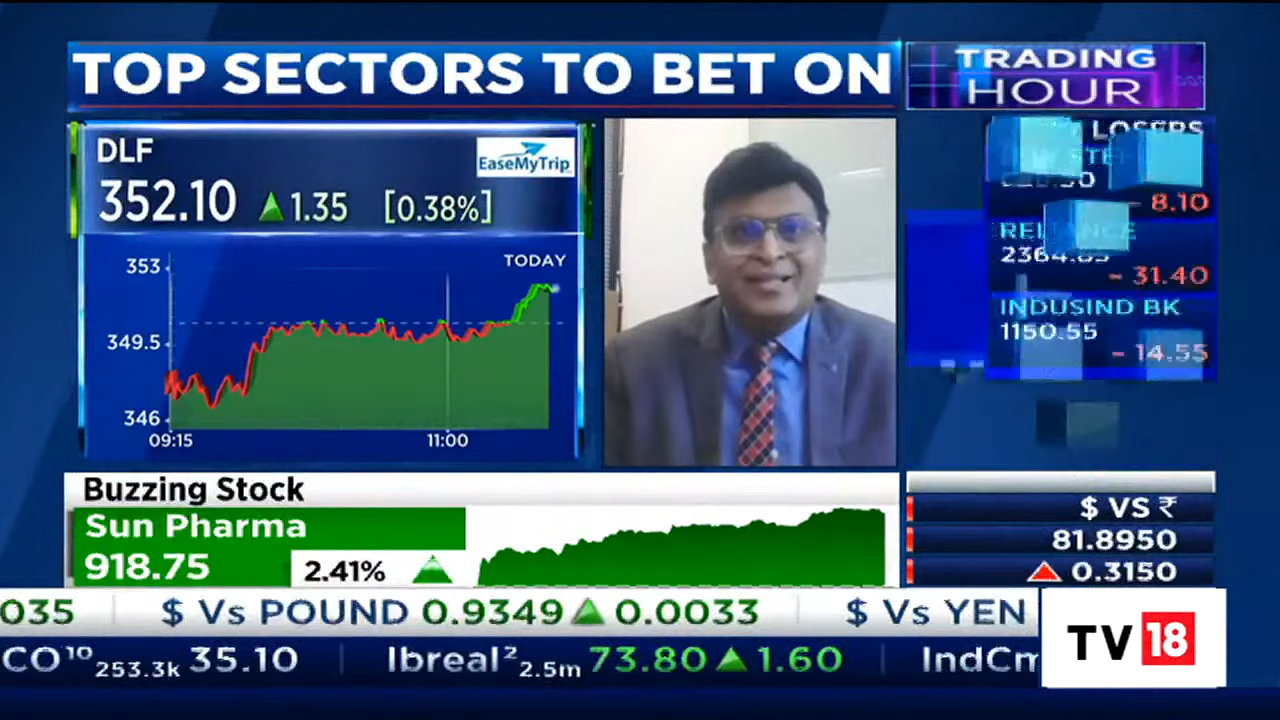 TOP SECTORS TO BET ON
TRADING
HOUR
DLF
EaseMyTrip
352.10 ▲ 1.35 [0.38%]
TODAY
353
349.5
346
09:15 11:00
LOSERS
- 8.10
RELIANCE
- 31.40
INDUSIND BK
1150.55
- 14.55
Buzzing Stock
Sun Pharma
918.75
2.41%
$ VS ₹
81.8950
▲ 0.3150
035 $ Vs POUND 0.9349 ▲ 0.0033 $ Vs YEN
CO¹⁰ 253.3k 35.10 Ibreal² 2.5m 73.80 ▲ 1.60 IndCm
TV18